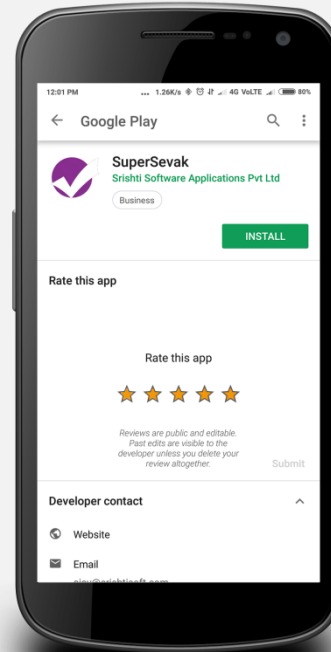 12:01 PM ... 1.26K/s 4G VoLTE 80%
Google Play
SuperSevak
Srishti Software Applications Pvt Ltd
Business
INSTALL
Rate this app
Rate this app
Reviews are public and editable.
Past edits are visible to the
developer unless you delete your
review altogether.
Submit
Developer contact
Website
Email